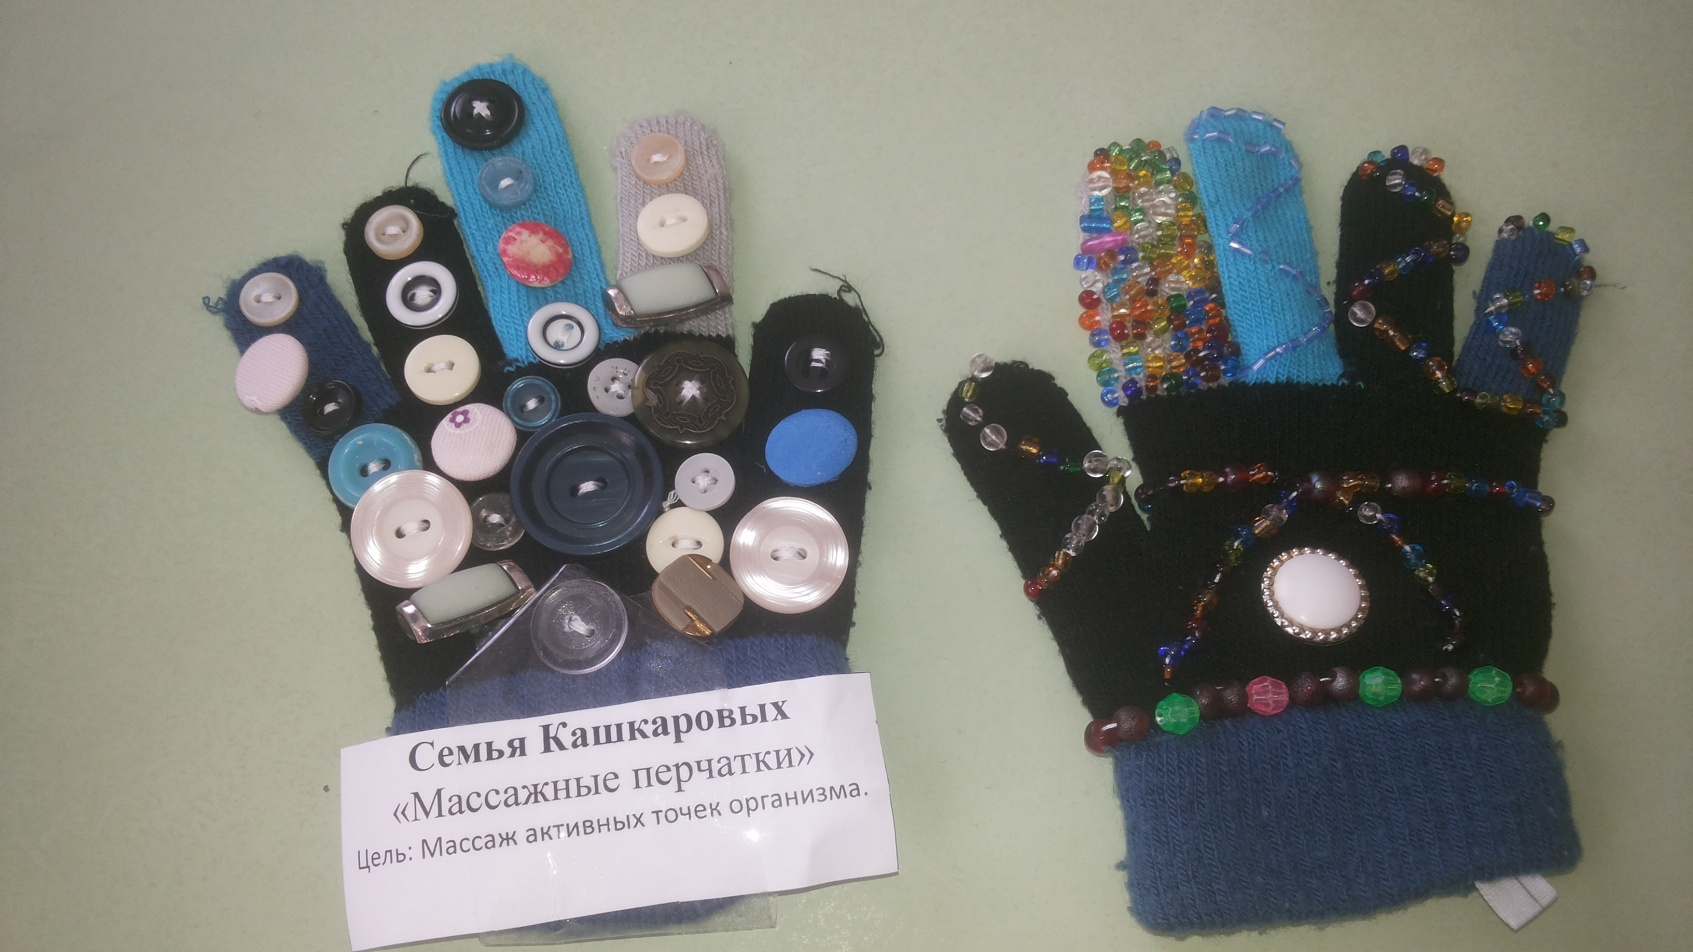 Семья Кашкаровых
«Массажные перчатки»
Цель: Массаж активных точек организма.